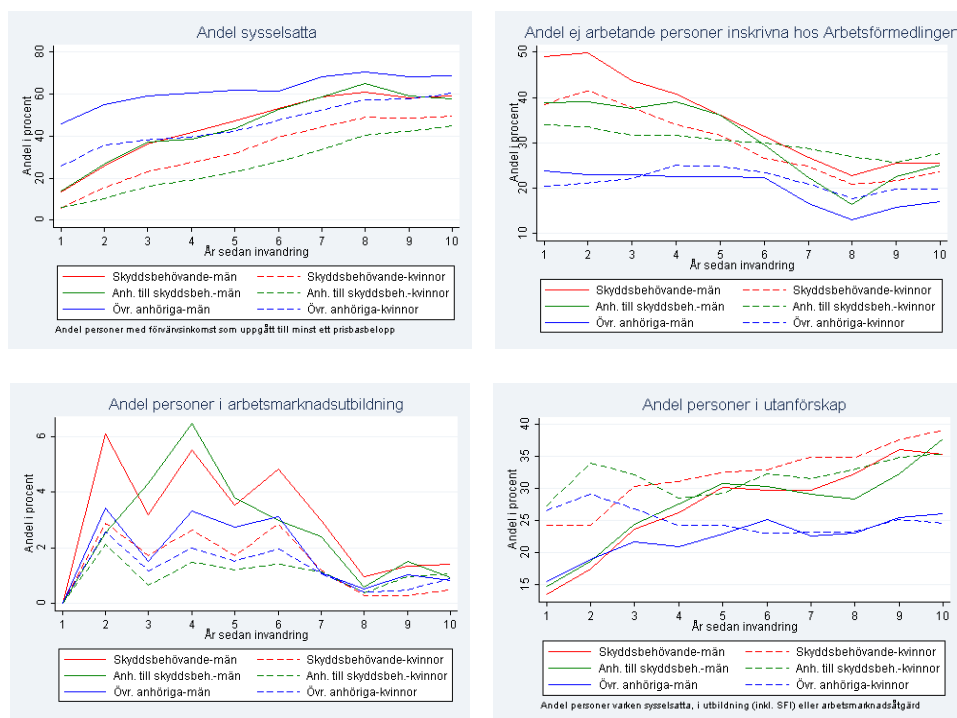 Andel sysselsatta
Andel i procent
0 20 40 60 80
1 2 3 4 5 6 7 8 9 10
År sedan invandring
Skyddsbehövande-män Skyddsbehövande-kvinnor
Anh. till skyddsbeh.-män Anh. till skyddsbeh.-kvinnor
Övr. anhöriga-män Övr. anhöriga-kvinnor
Andel personer med förvärvsinkomst som uppgått till minst ett prisbasbelopp
Andel ej arbetande personer inskrivna hos Arbetsförmedlingen
Andel i procent
10 20 30 40 50
1 2 3 4 5 6 7 8 9 10
År sedan invandring
Skyddsbehövande-män Skyddsbehövande-kvinnor
Anh. till skyddsbeh.-män Anh. till skyddsbeh.-kvinnor
Övr. anhöriga-män Övr. anhöriga-kvinnor
Andel personer i arbetsmarknadsutbildning
Andel i procent
0 2 4 6
1 2 3 4 5 6 7 8 9 10
År sedan invandring
Skyddsbehövande-män Skyddsbehövande-kvinnor
Anh. till skyddsbeh.-män Anh. till skyddsbeh.-kvinnor
Övr. anhöriga-män Övr. anhöriga-kvinnor
Andel personer i utanförskap
Andel i procent
15 20 25 30 35 40
1 2 3 4 5 6 7 8 9 10
År sedan invandring
Skyddsbehövande-män Skyddsbehövande-kvinnor
Anh. till skyddsbeh.-män Anh. till skyddsbeh.-kvinnor
Övr. anhöriga-män Övr. anhöriga-kvinnor
Andel personer varken sysselsatta, i utbildning (inkl. SFI) eller arbetsmarknadsåtgärd